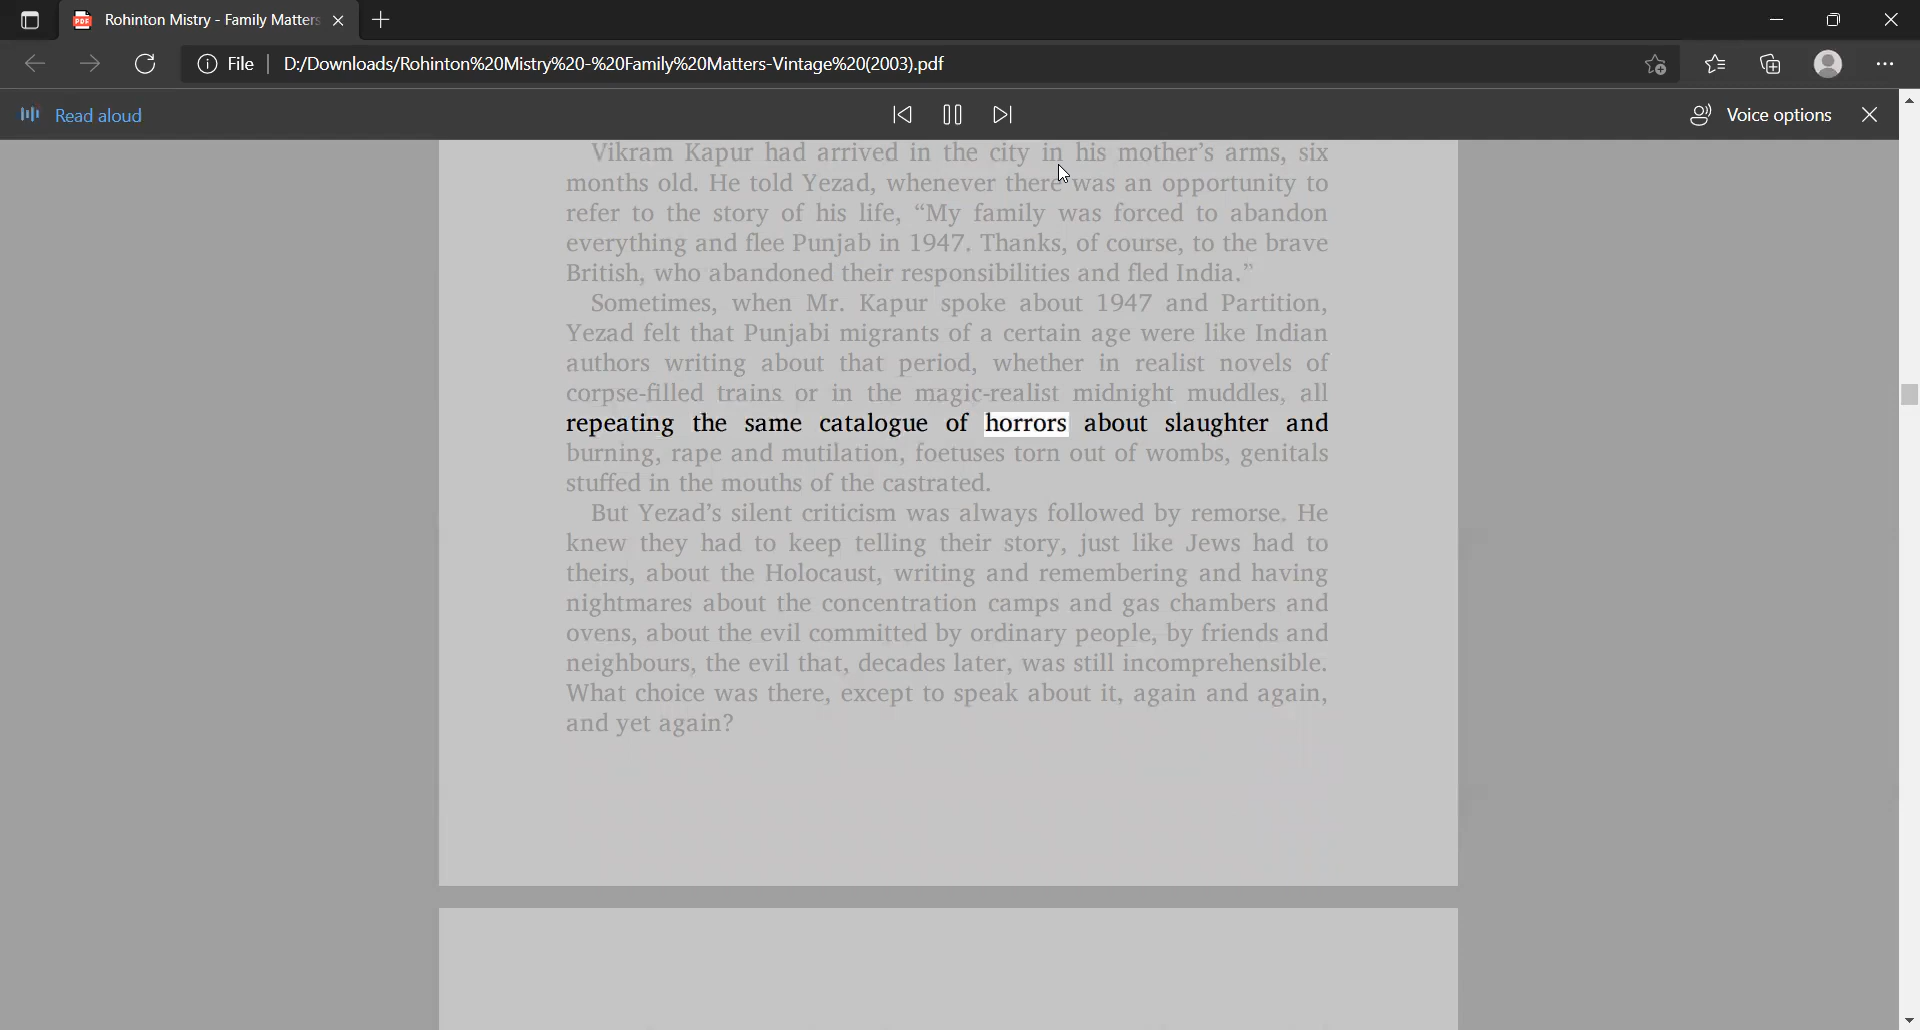 Rohinton Mistry - Family Matters
File
D:/Downloads/Rohinton%20Mistry%20-%20Family%20Matters-Vintage%20(2003).pdf
Read aloud
Voice options
Vikram Kapur had arrived in the city in his mother’s arms, six
months old. He told Yezad, whenever there was an opportunity to
refer to the story of his life, “My family was forced to abandon
everything and flee Punjab in 1947. Thanks, of course, to the brave
British, who abandoned their responsibilities and fled India.”
Sometimes, when Mr. Kapur spoke about 1947 and Partition,
Yezad felt that Punjabi migrants of a certain age were like Indian
authors writing about that period, whether in realist novels of
corpse-filled trains or in the magic-realist midnight muddles, all
repeating the same catalogue of horrors about slaughter and
burning, rape and mutilation, foetuses torn out of wombs, genitals
stuffed in the mouths of the castrated.
But Yezad’s silent criticism was always followed by remorse. He
knew they had to keep telling their story, just like Jews had to
theirs, about the Holocaust, writing and remembering and having
nightmares about the concentration camps and gas chambers and
ovens, about the evil committed by ordinary people, by friends and
neighbours, the evil that, decades later, was still incomprehensible.
What choice was there, except to speak about it, again and again,
and yet again?